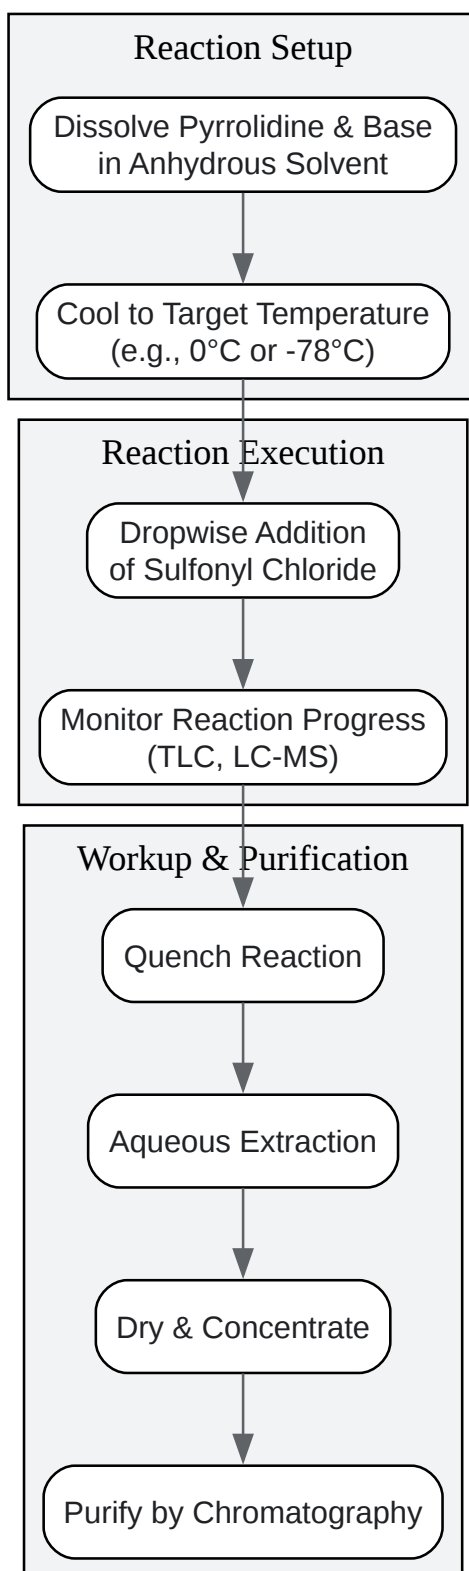 Reaction Setup
Dissolve Pyrrolidine & Base
in Anhydrous Solvent
Cool to Target Temperature
(e.g., 0°C or -78°C)
Reaction Execution
Dropwise Addition
of Sulfonyl Chloride
Monitor Reaction Progress
(TLC, LC-MS)
Workup & Purification
Quench Reaction
Aqueous Extraction
Dry & Concentrate
Purify by Chromatography